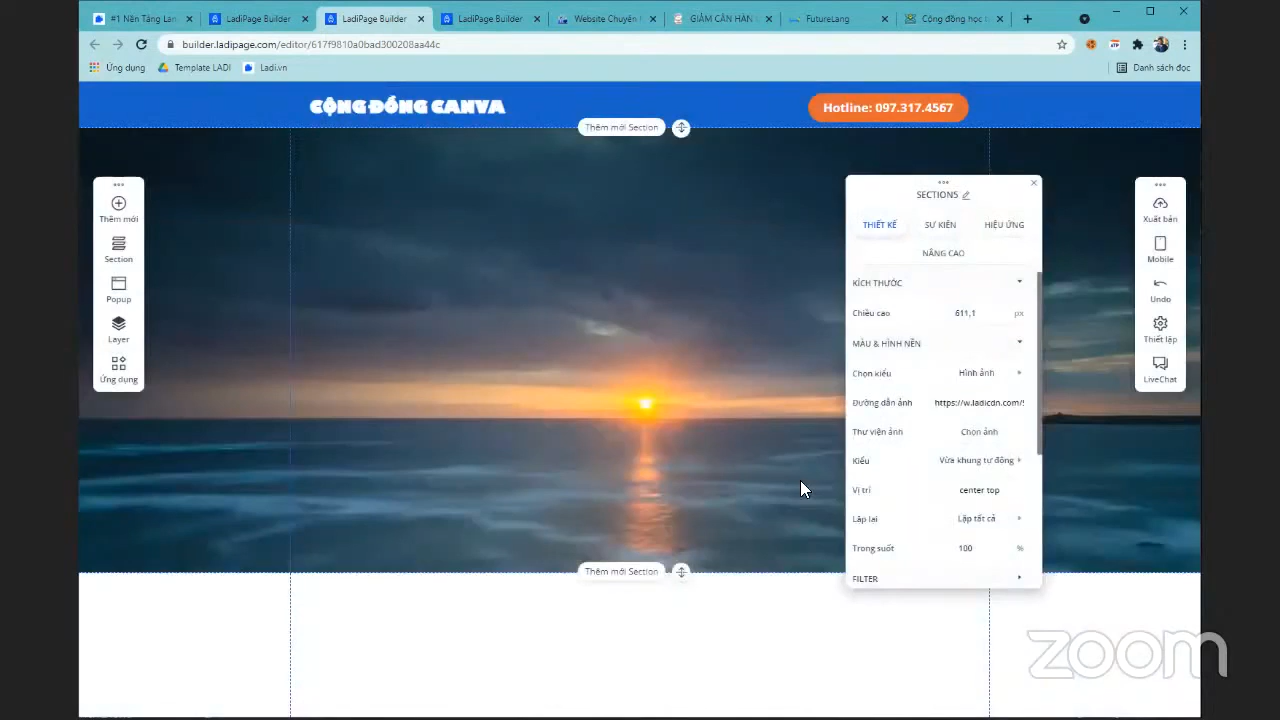 #1 Nền Tảng Lan
LadiPage Builder
LadiPage Builder
LadiPage Builder
Website Chuyên
GIẢM CÂN HÀN
FutureLang
Cộng đồng học
builder.ladipage.com/editor/617f9810a0bad300208aa44c
Ứng dụng
Template LADI
Ladi.vn
Danh sách đọc
CỘNG ĐỒNG CANVA
Hotline: 097.317.4567
Thêm mới Section
Thêm mới
Section
Popup
Layer
Ứng dụng
SECTION5
THIẾT KẾ
SỰ KIỆN
HIỆU ỨNG
NÂNG CAO
KÍCH THƯỚC
Chiều cao 611,1 px
MÀU & HÌNH NỀN
Chọn kiểu Hình ảnh
Đường dẫn ảnh https://w.ladicdn.com/
Thư viện ảnh Chọn ảnh
Kiểu Vừa khung tự động
Vị trí center top
Lặp lại Lặp tất cả
Trong suốt 100 %
FILTER
Xuất bản
Mobile
Undo
Thiết lập
LiveChat
Thêm mới Section
zoom